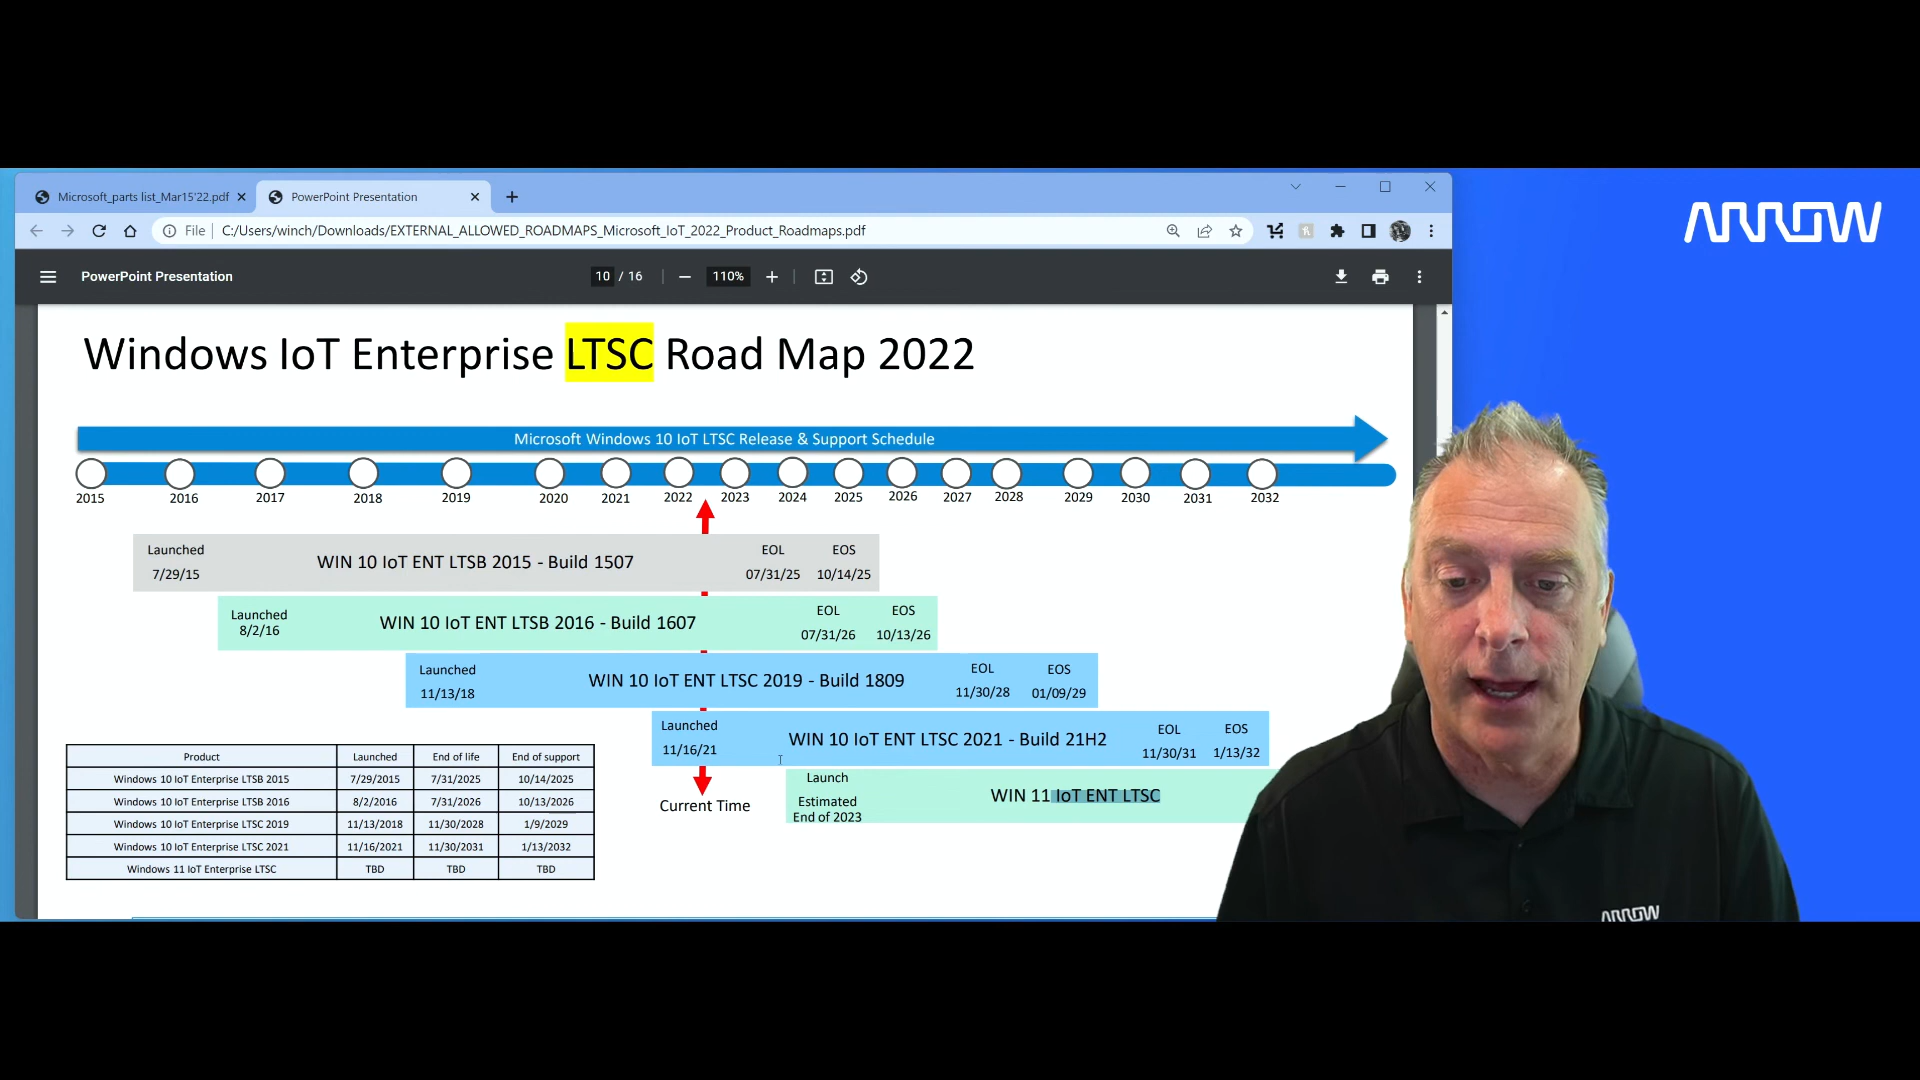 ARROW
Microsoft_parts list_Mar15'22.pdf
PowerPoint Presentation
File
C:/Users/winch/Downloads/EXTERNAL_ALLOWED_ROADMAPS_Microsoft_IoT_2022_Product_Roadmaps.pdf
PowerPoint Presentation
10 / 16
110%
Windows IoT Enterprise LTSC Road Map 2022
Microsoft Windows 10 IoT LTSC Release & Support Schedule
2015 2016 2017 2018 2019 2020 2021 2022 2023 2024 2025 2026 2027 2028 2029 2030 2031 2032
Launched
7/29/15
WIN 10 IoT ENT LTSB 2015 - Build 1507
EOL
07/31/25
EOS
10/14/25
Launched
8/2/16
WIN 10 IoT ENT LTSB 2016 - Build 1607
EOL
07/31/26
EOS
10/13/26
Launched
11/13/18
WIN 10 IoT ENT LTSC 2019 - Build 1809
EOL
11/30/28
EOS
01/09/29
Launched
11/16/21
WIN 10 IoT ENT LTSC 2021 - Build 21H2
EOL
11/30/31
EOS
1/13/32
Launch
Estimated
End of 2023
WIN 11 IoT ENT LTSC
Current Time
Product Launched End of life End of support
Windows 10 IoT Enterprise LTSB 2015 7/29/2015 7/31/2025 10/14/2025
Windows 10 IoT Enterprise LTSB 2016 8/2/2016 7/31/2026 10/13/2026
Windows 10 IoT Enterprise LTSC 2019 11/13/2018 11/30/2028 1/9/2029
Windows 10 IoT Enterprise LTSC 2021 11/16/2021 11/30/2031 1/13/2032
Windows 11 IoT Enterprise LTSC TBD TBD TBD
ARROW